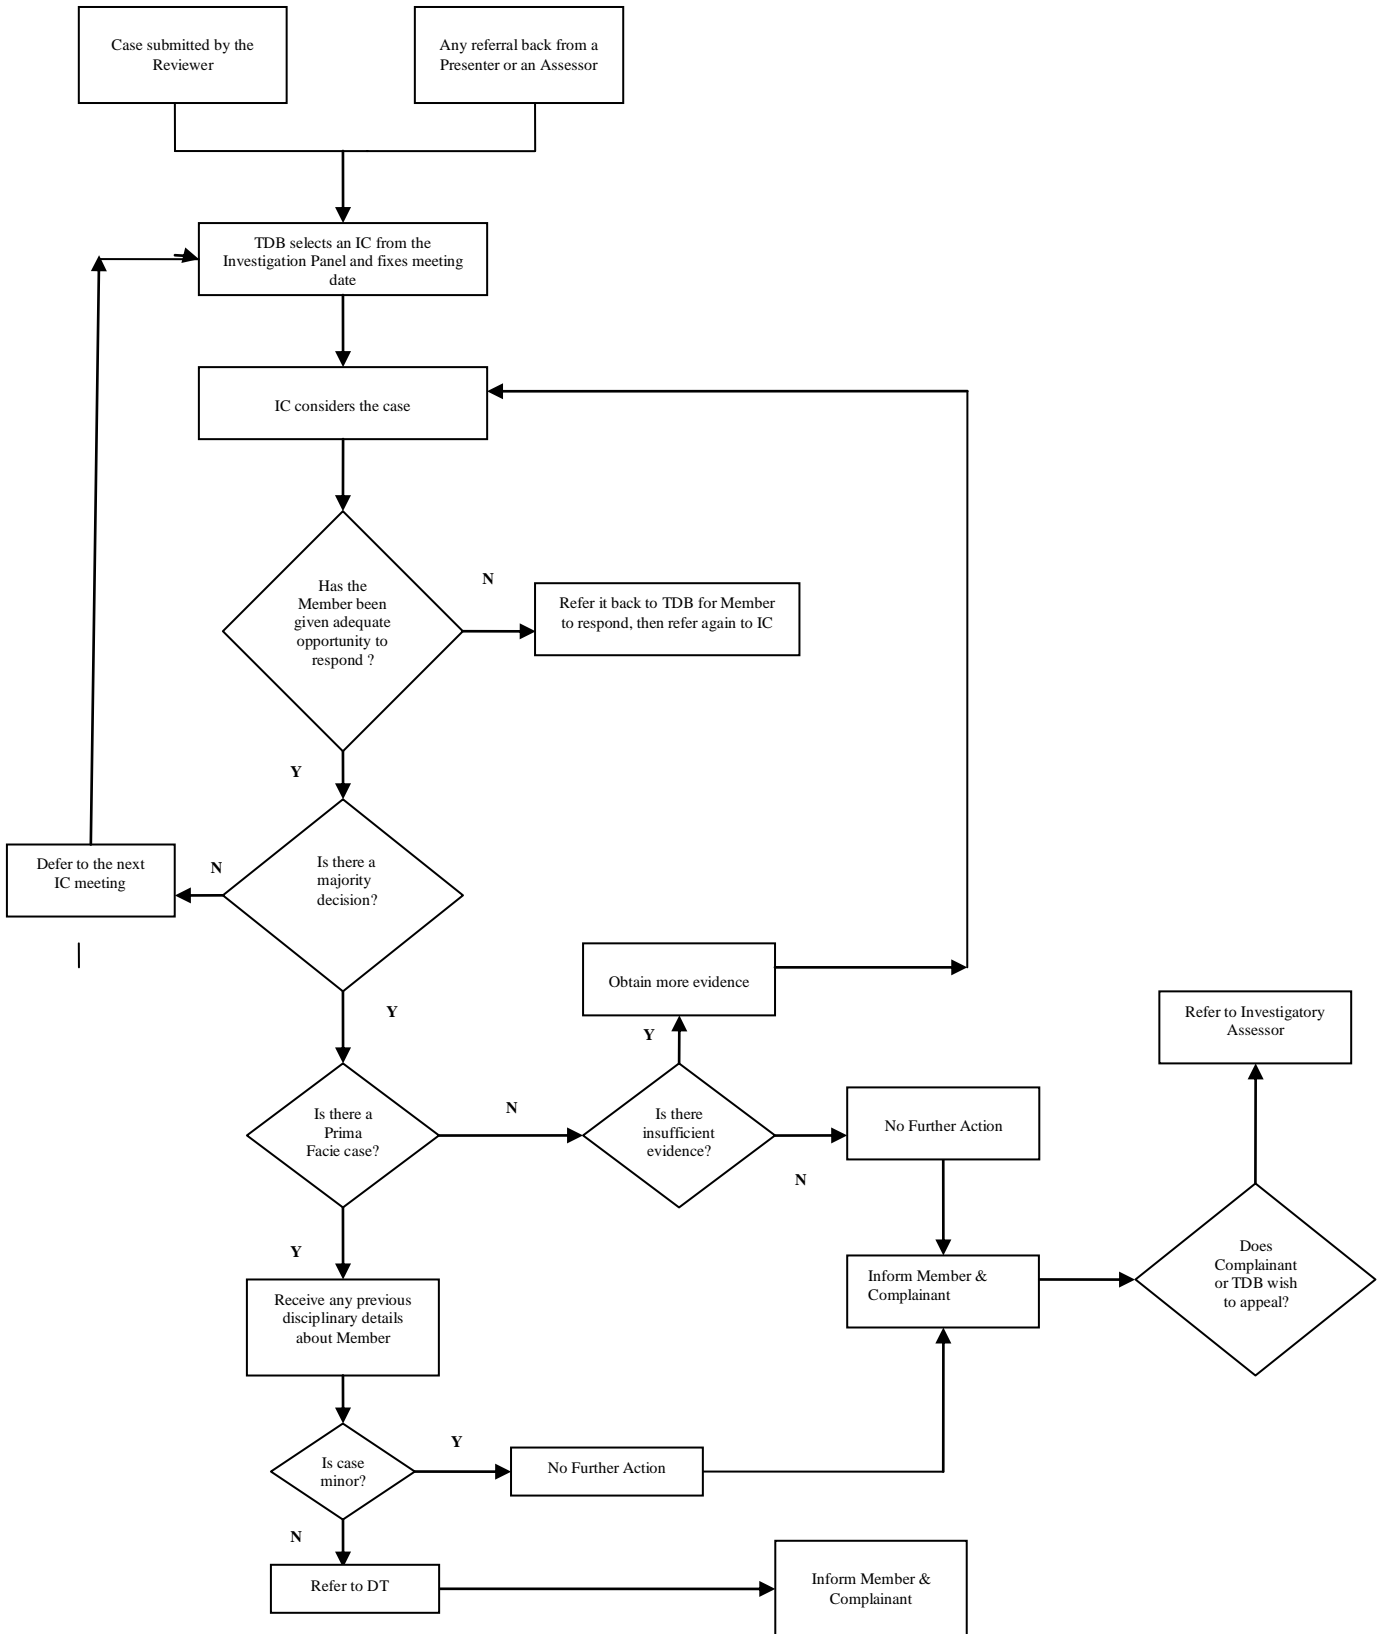 Case submitted by the
Reviewer
Any referral back from a
Presenter or an Assessor
TDB selects an IC from the
Investigation Panel and fixes meeting
date
IC considers the case
Has the
Member been
given adequate
opportunity to
respond ?
N
Refer it back to TDB for Member
to respond, then refer again to IC
Y
Is there a
majority
decision?
N
Defer to the next
IC meeting
Y
Obtain more evidence
Y
Refer to Investigatory
Assessor
Is there a
Prima
Facie case?
N
Is there
insufficient
evidence?
N
No Further Action
Y
Receive any previous
disciplinary details
about Member
Inform Member &
Complainant
Does
Complainant
or TDB wish
to appeal?
Is case
minor?
Y
No Further Action
N
Refer to DT
Inform Member &
Complainant